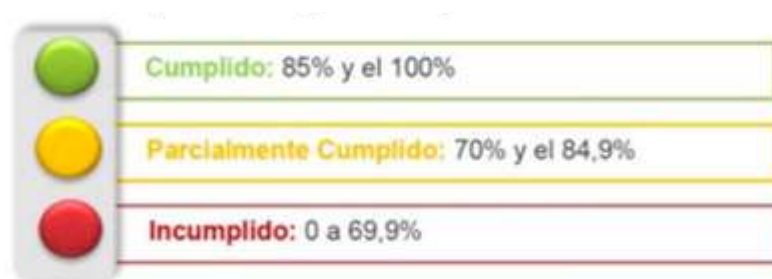 Cumplido: 85% y el 100%
Parcialmente Cumplido: 70% y el 84,9%
Incumplido: 0 a 69,9%